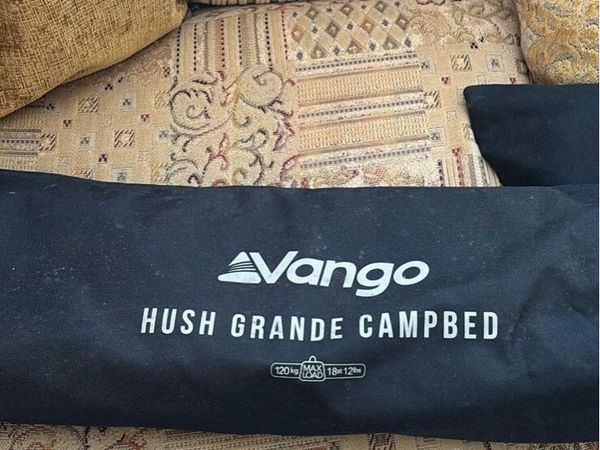 Vango
HUSH GRANDE CAMPBED
120kg MAX LOAD 18st 12lbs